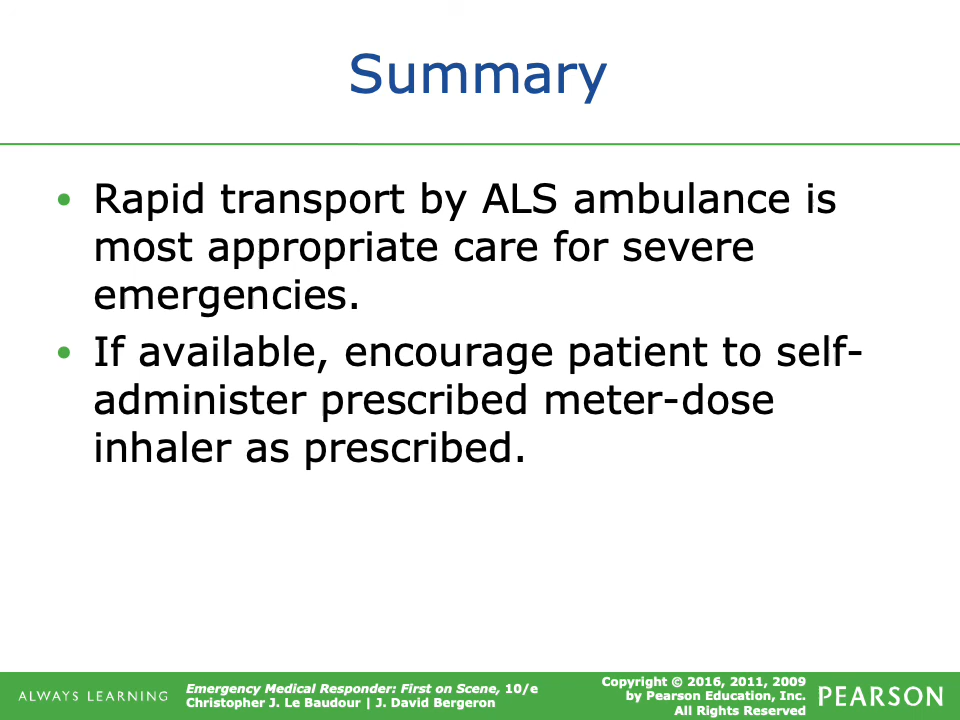 Summary
• Rapid transport by ALS ambulance is
most appropriate care for severe
emergencies.
• If available, encourage patient to self-
administer prescribed meter-dose
inhaler as prescribed.
ALWAYS LEARNING
Emergency Medical Responder: First on Scene, 10/e
Christopher J. Le Baudour | J. David Bergeron
Copyright © 2016, 2011, 2009
by Pearson Education, Inc.
All Rights Reserved
PEARSON